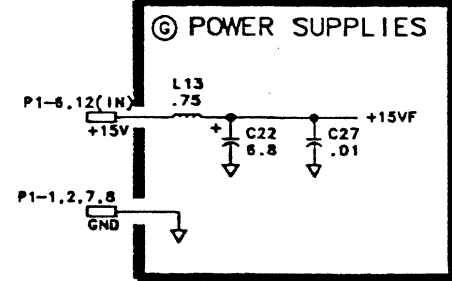 G POWER SUPPLIES
L13
.75
P1-6,12(IN)
+15V
+15VF
+
C22
6.8
C27
.01
P1-1,2,7,8
GND